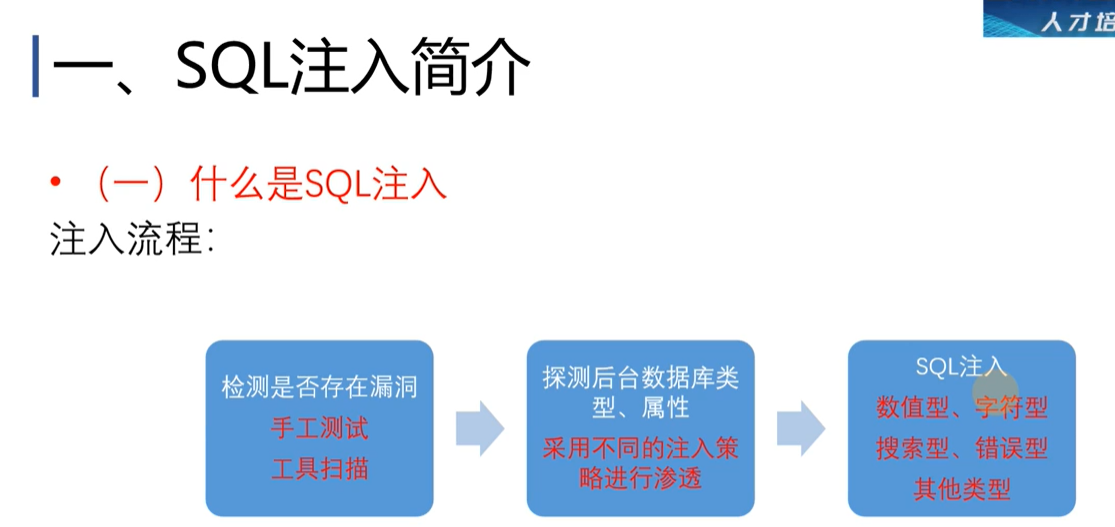 人才培
一、SQL注入简介
• （一）什么是SQL注入
注入流程：
检测是否存在漏洞
手工测试
工具扫描
探测后台数据库类
型、属性
采用不同的注入策
略进行渗透
SQL注入
数值型、字符型
搜索型、错误型
其他类型